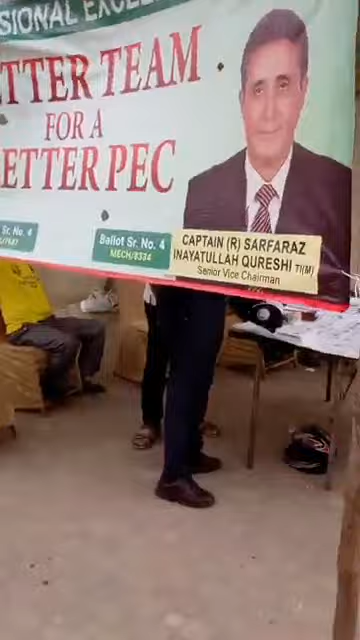 SIONAL EXCEL
TTER TEAM
FOR A
ETTER PEC
Sr. No. 4
Ballot Sr. No. 4
MECH/8334
CAPTAIN (R) SARFARAZ
INAYATULLAH QURESHI TI(M)
Senior Vice Chairman